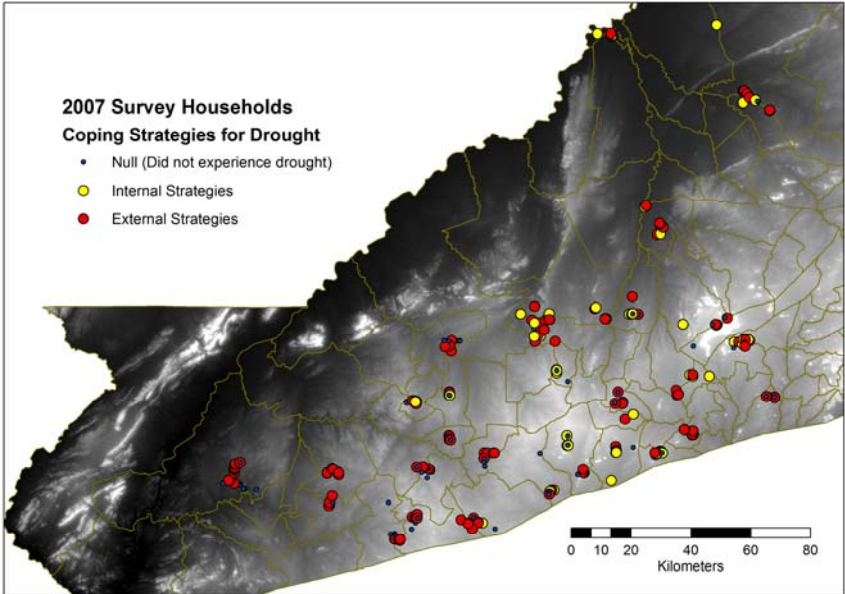 2007 Survey Households
Coping Strategies for Drought
Null (Did not experience drought)
Internal Strategies
External Strategies
0 10 20 40 60 80
Kilometers